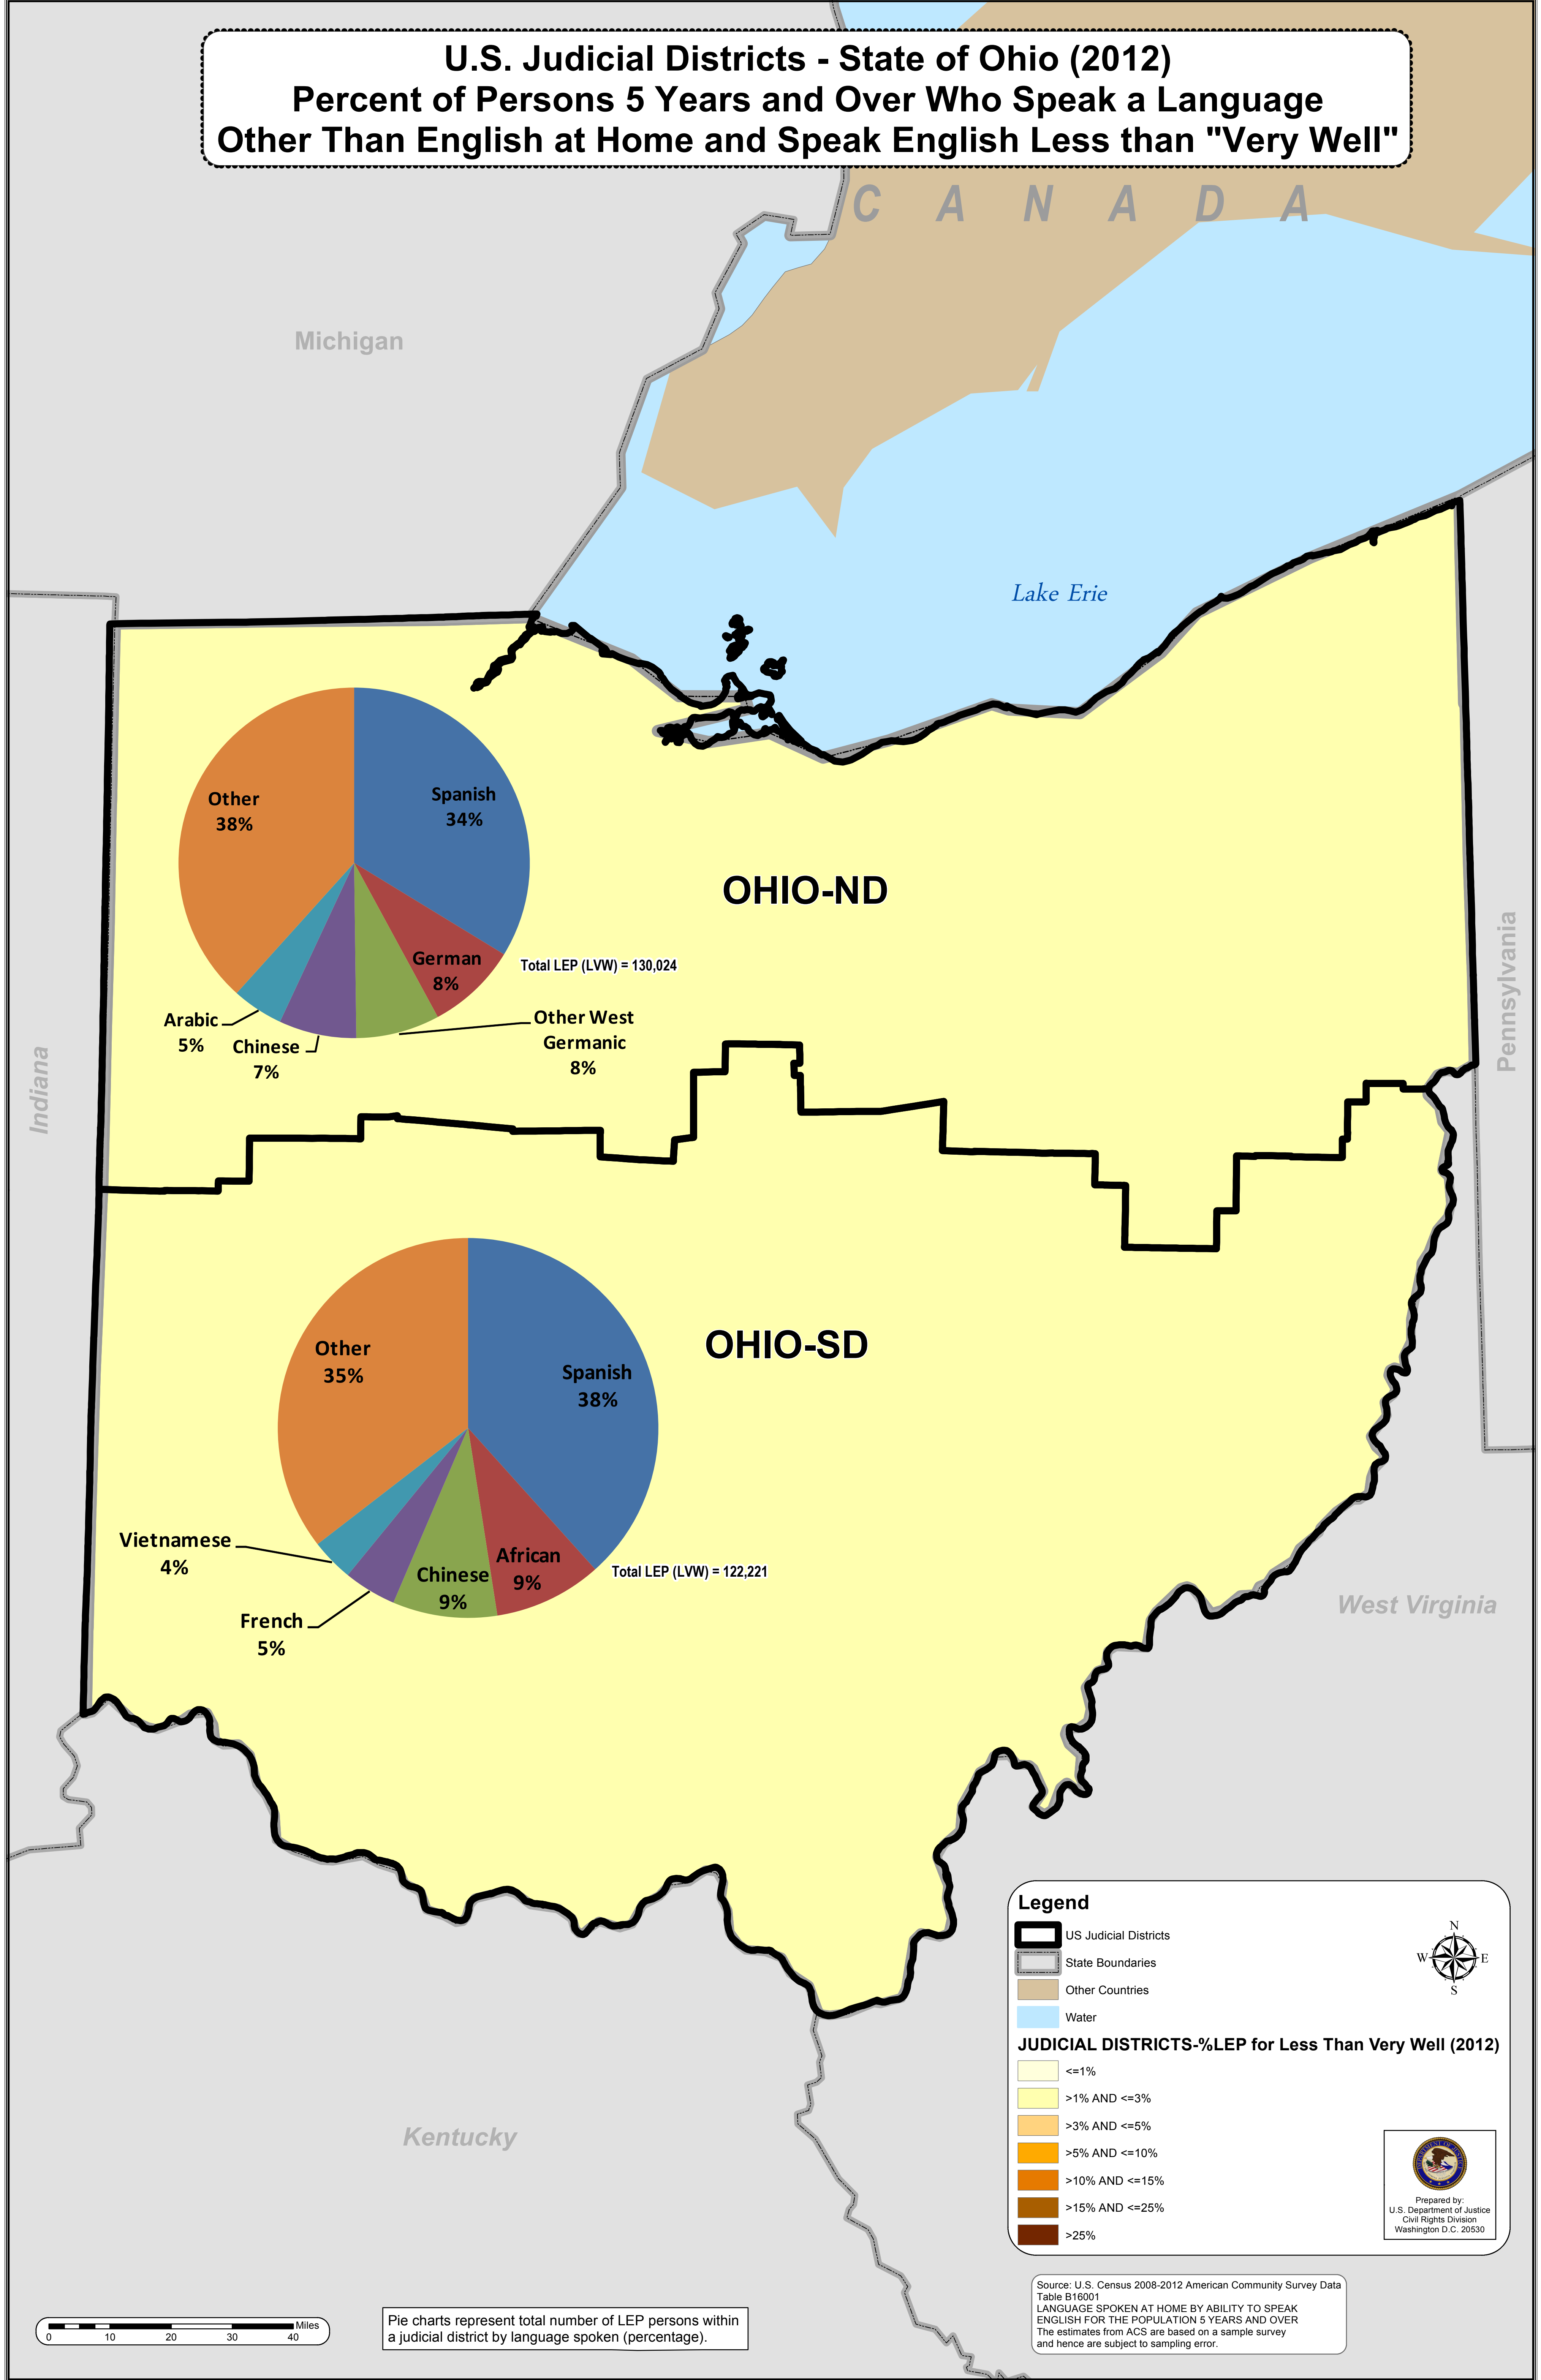 U.S. Judicial Districts - State of Ohio (2012)
Percent of Persons 5 Years and Over Who Speak a Language
Other Than English at Home and Speak English Less than "Very Well"
CANADA
Michigan
Lake Erie
Other
38%
Spanish
34%
OHIO-ND
German
8%
Total LEP (LVW) = 130,024
Arabic
5%
Chinese
7%
Other West
Germanic
8%
Pennsylvania
Indiana
OHIO-SD
Other
35%
Spanish
38%
Vietnamese
4%
African
9%
Chinese
9%
Total LEP (LVW) = 122,221
French
5%
West Virginia
Kentucky
Legend
US Judicial Districts
State Boundaries
Other Countries
Water
N
W
E
S
JUDICIAL DISTRICTS-%LEP for Less Than Very Well (2012)
<=1%
>1% AND <=3%
>3% AND <=5%
>5% AND <=10%
>10% AND <=15%
>15% AND <=25%
>25%
Prepared by:
U.S. Department of Justice
Civil Rights Division
Washington D.C. 20530
Source: U.S. Census 2008-2012 American Community Survey Data
Table B16001
LANGUAGE SPOKEN AT HOME BY ABILITY TO SPEAK
ENGLISH FOR THE POPULATION 5 YEARS AND OVER
The estimates from ACS are based on a sample survey
and hence are subject to sampling error.
Pie charts represent total number of LEP persons within
a judicial district by language spoken (percentage).
Miles
0 10 20 30 40